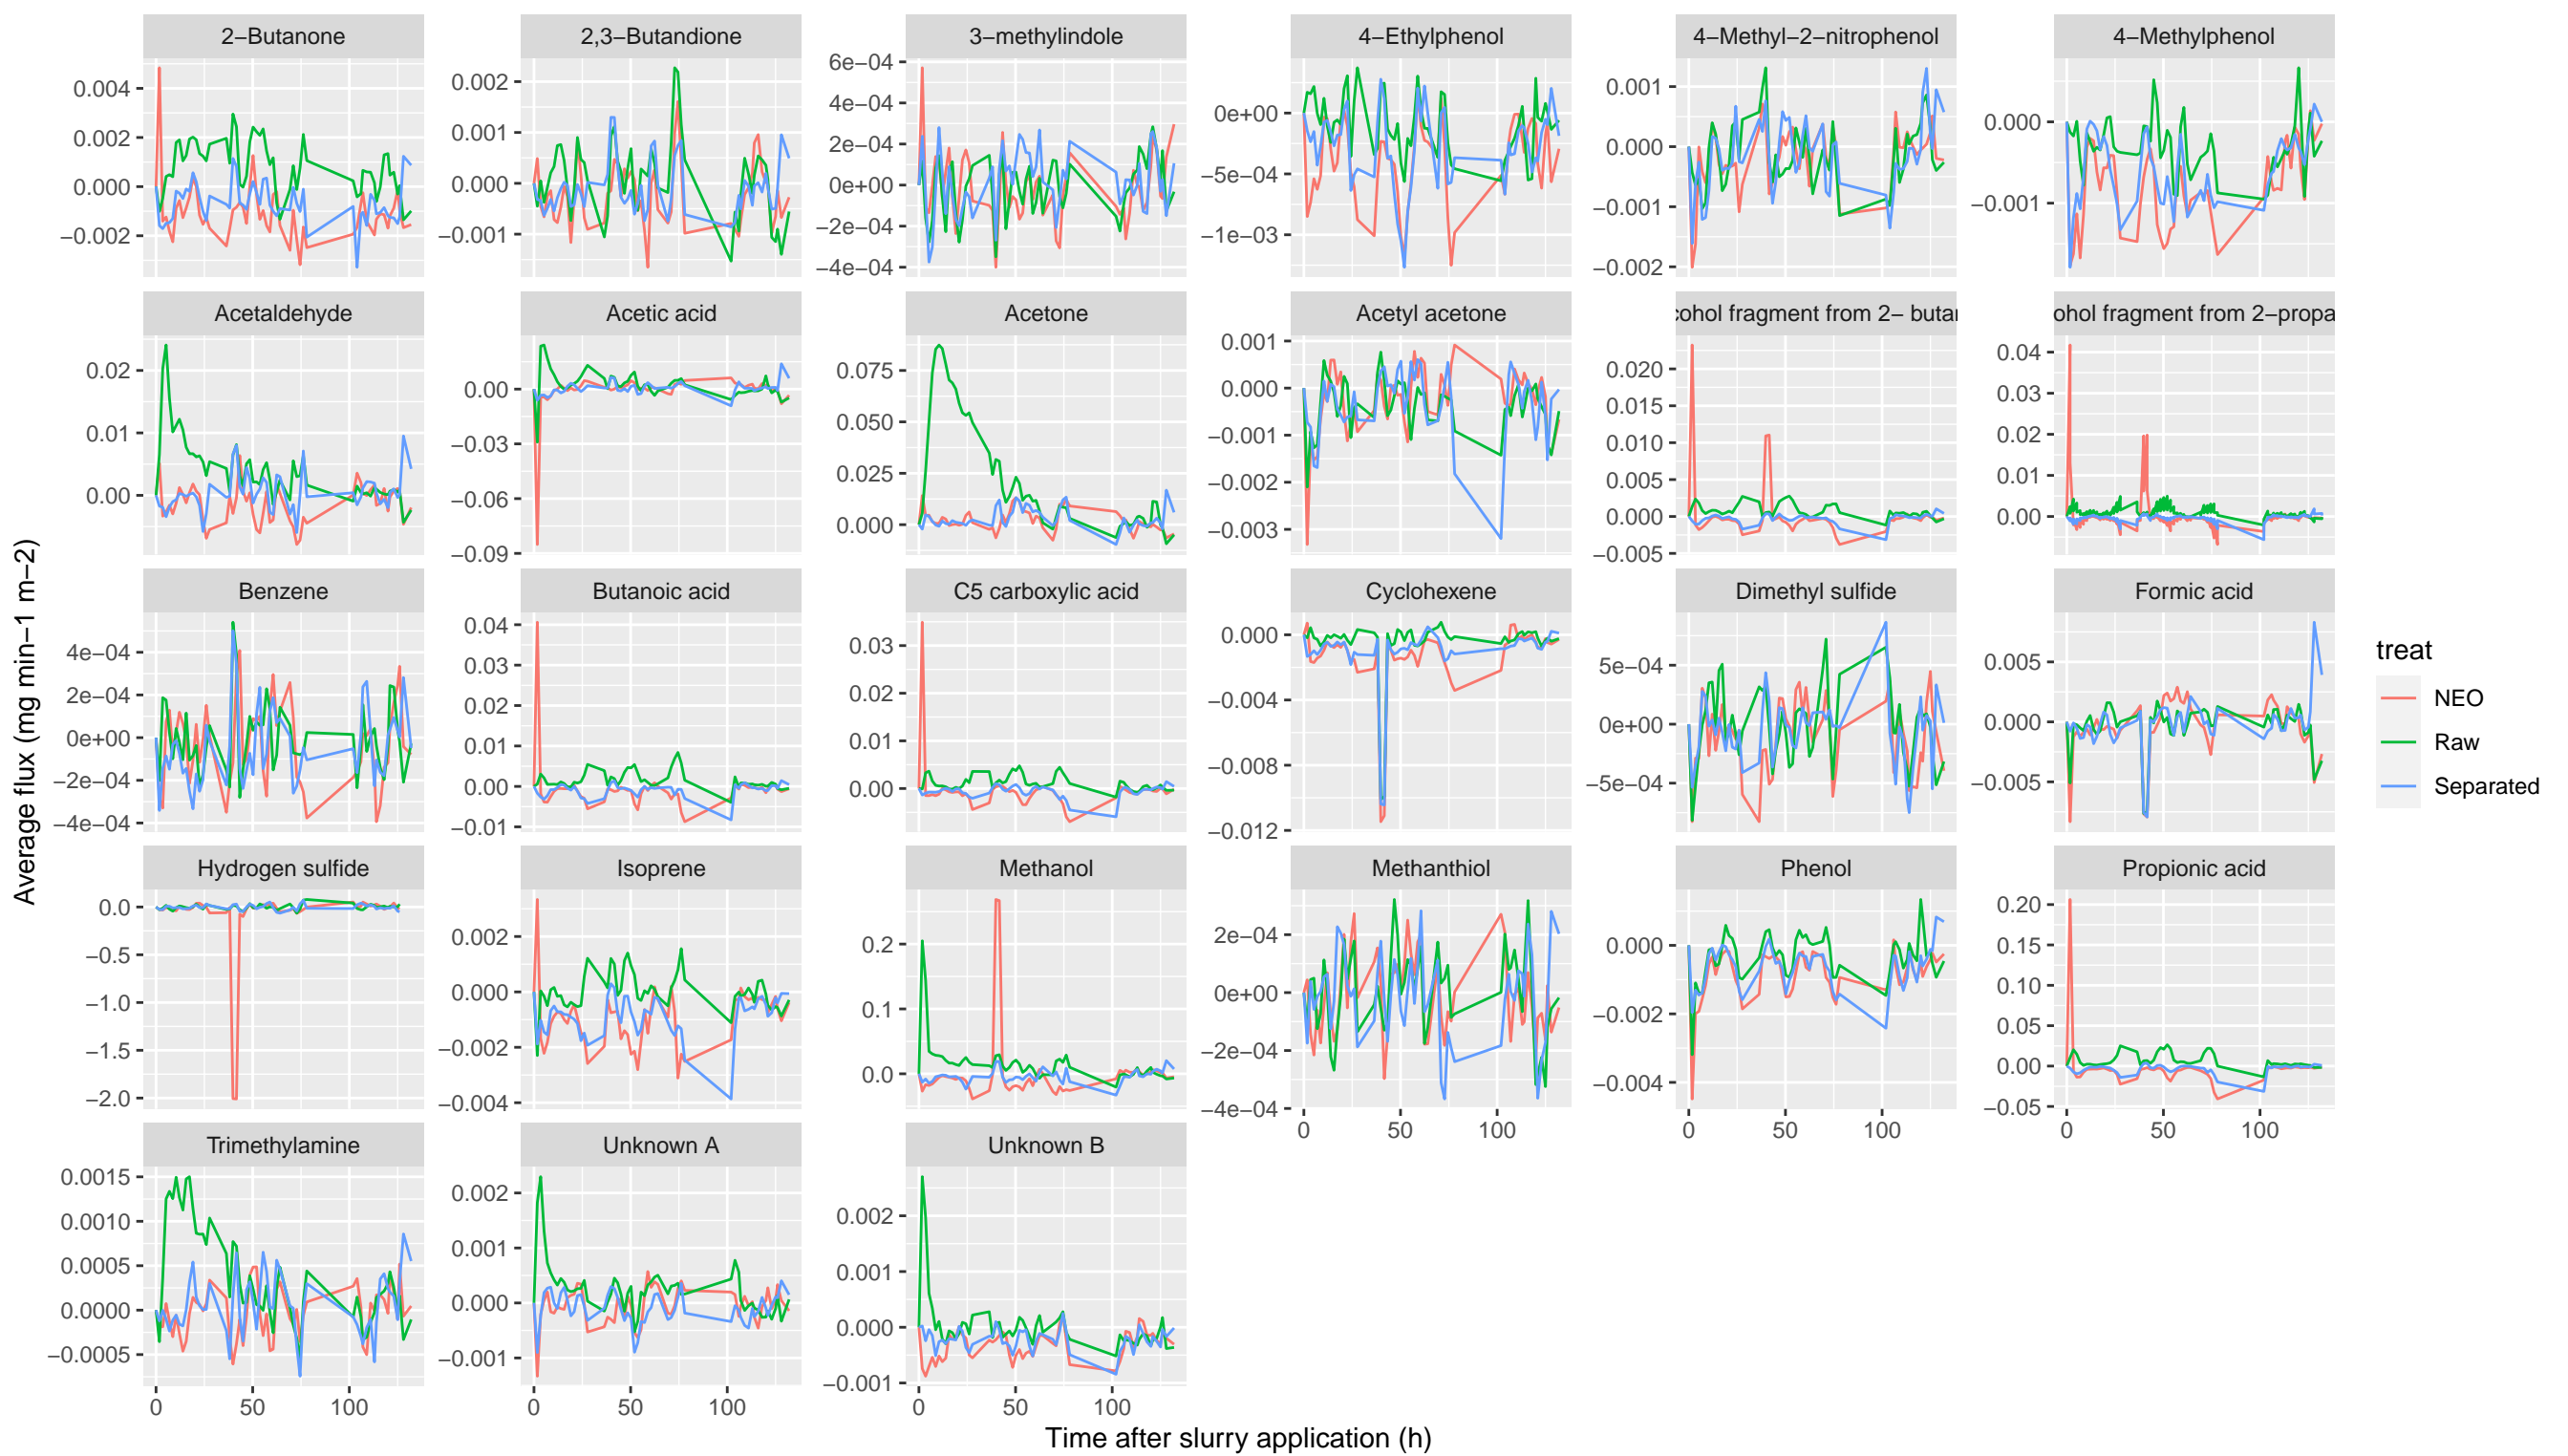 2−Butanone
2,3−Butandione
3−methylindole
4−Ethylphenol
4−Methyl−2−nitrophenol
4−Methylphenol
0.004
0.002
0.000
−0.002
0.002
0.001
0.000
−0.001
6e−04
4e−04
2e−04
0e+00
−2e−04
−4e−04
0e+00
−5e−04
−1e−03
0.001
0.000
−0.001
−0.002
0.000
−0.001
Acetaldehyde
Acetic acid
Acetone
Acetyl acetone
cohol fragment from 2− butan
ohol fragment from 2−propa
0.02
0.01
0.00
0.00
−0.03
−0.06
−0.09
0.075
0.050
0.025
0.000
0.001
0.000
−0.001
−0.002
−0.003
0.020
0.015
0.010
0.005
0.000
−0.005
0.04
0.03
0.02
0.01
0.00
Benzene
Butanoic acid
C5 carboxylic acid
Cyclohexene
Dimethyl sulfide
Formic acid
4e−04
2e−04
0e+00
−2e−04
−4e−04
0.04
0.03
0.02
0.01
0.00
−0.01
0.03
0.02
0.01
0.00
0.000
−0.004
−0.008
−0.012
5e−04
0e+00
−5e−04
0.005
0.000
−0.005
Hydrogen sulfide
Isoprene
Methanol
Methanthiol
Phenol
Propionic acid
0.0
−0.5
−1.0
−1.5
−2.0
0.002
0.000
−0.002
−0.004
0.2
0.1
0.0
2e−04
0e+00
−2e−04
−4e−04
0 50 100
0.000
−0.002
−0.004
0 50 100
0.20
0.15
0.10
0.05
0.00
−0.05
0 50 100
Trimethylamine
Unknown A
Unknown B
0.0015
0.0010
0.0005
0.0000
−0.0005
0 50 100
0.002
0.001
0.000
−0.001
0 50 100
0.002
0.001
0.000
−0.001
0 50 100
Time after slurry application (h)
Average flux (mg min−1 m−2)
treat
NEO
Raw
Separated